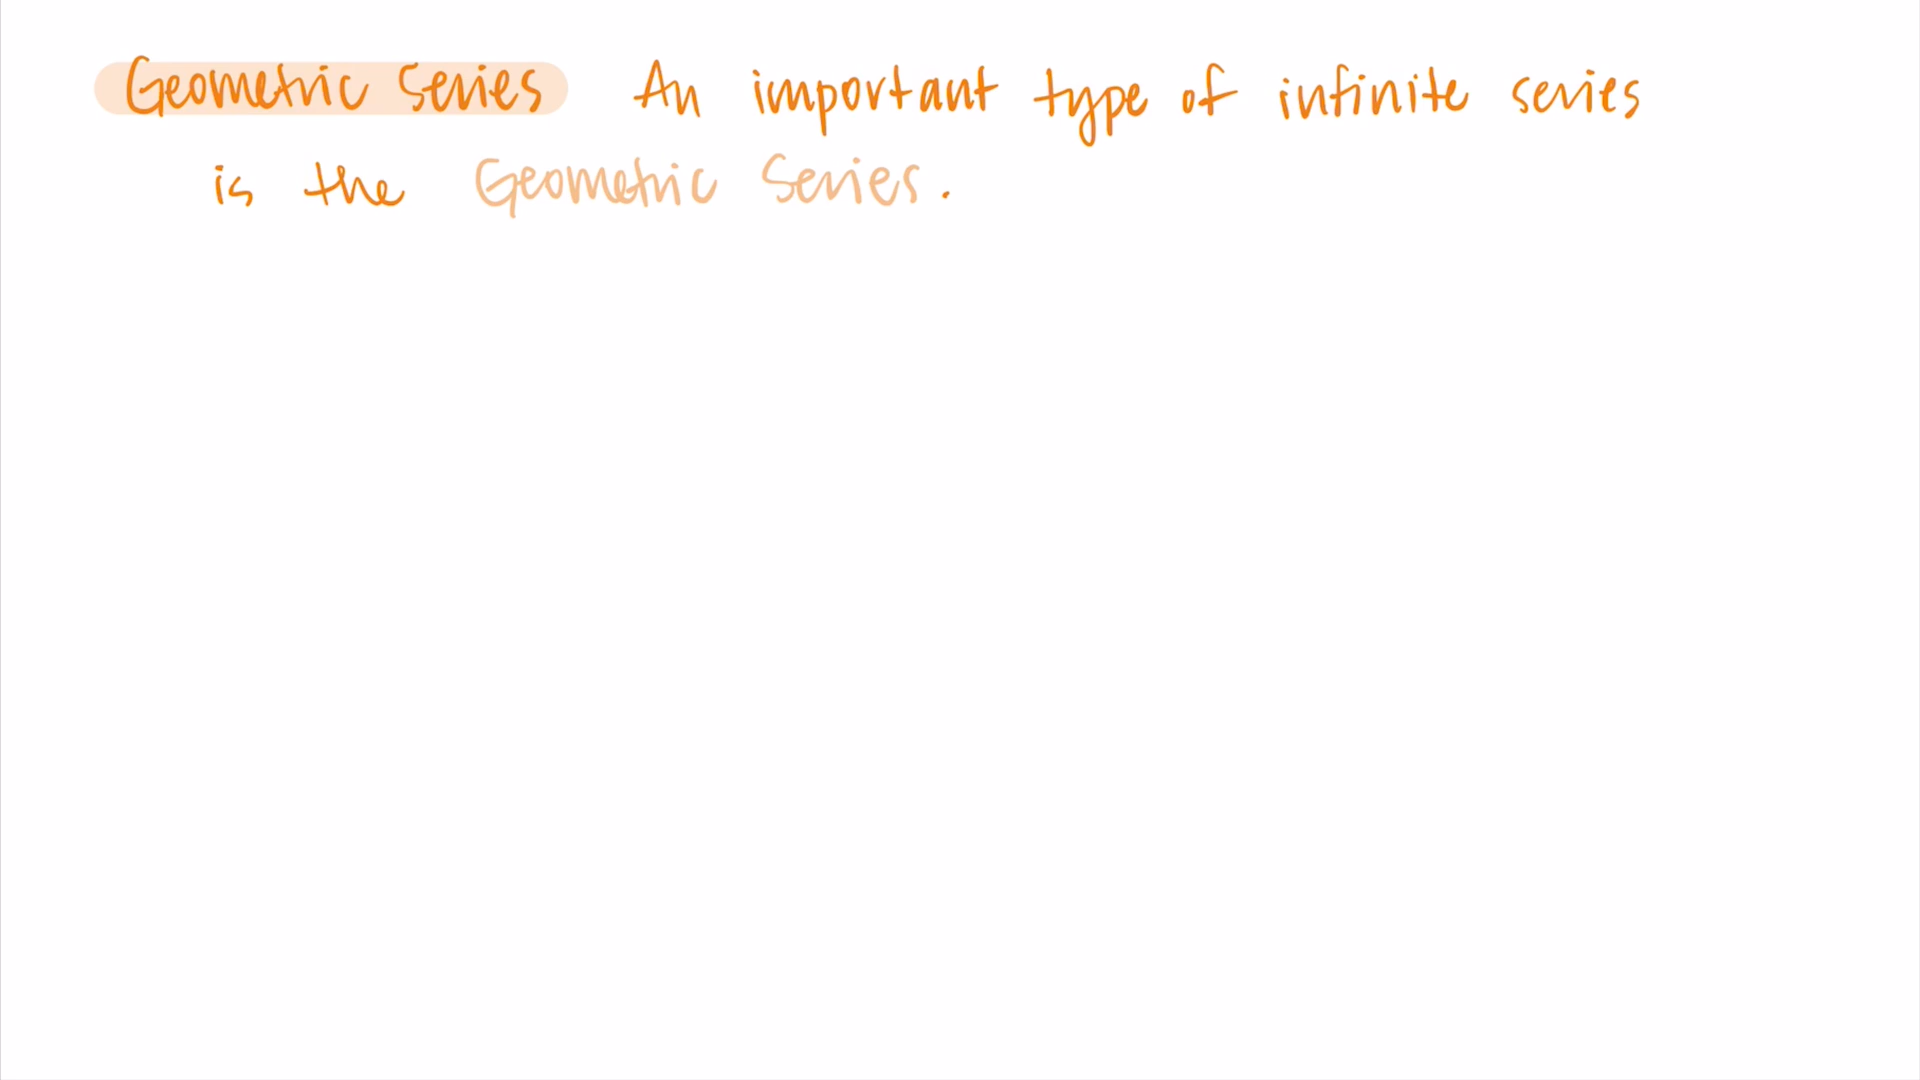 Geometric Series An important type of infinite series
is the Geometric Series.